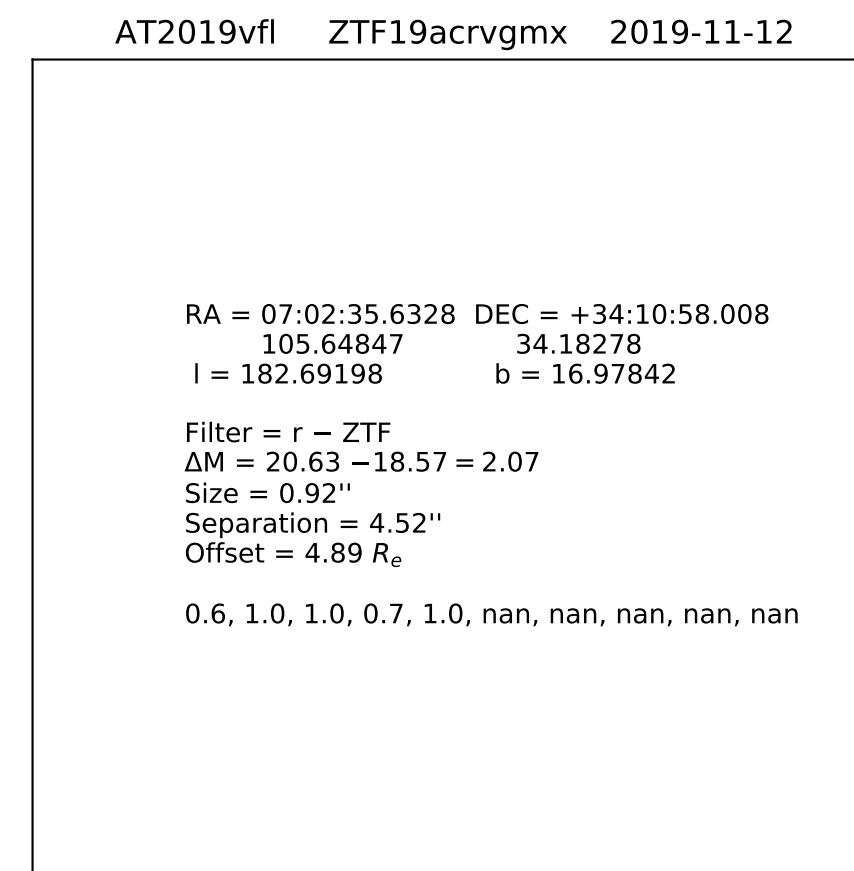 AT2019vfl ZTF19acrvgmx 2019-11-12
RA = 07:02:35.6328 DEC = +34:10:58.008
105.64847 34.18278
l = 182.69198 b = 16.97842
Filter = r − ZTF
ΔM = 20.63 −18.57 = 2.07
Size = 0.92''
Separation = 4.52''
Offset = 4.89 Rₑ
0.6, 1.0, 1.0, 0.7, 1.0, nan, nan, nan, nan, nan